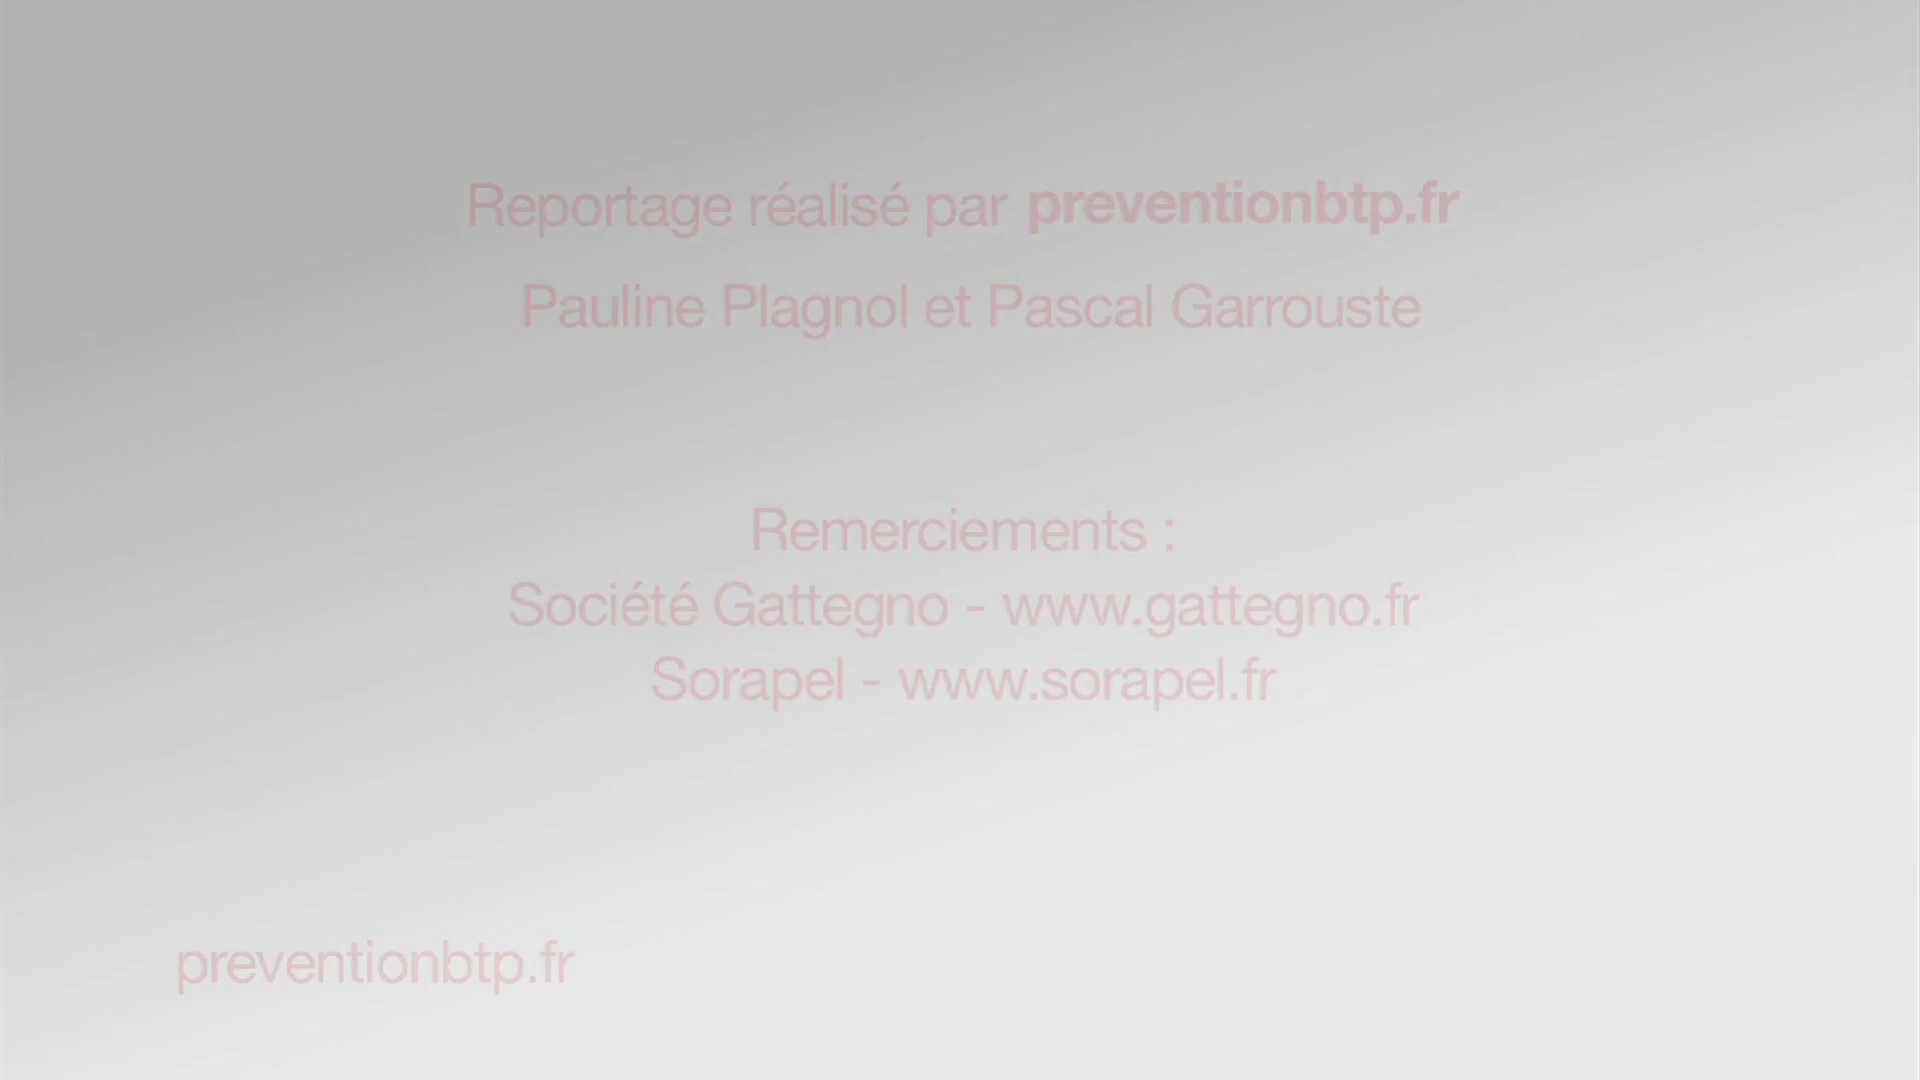 Reportage réalisé par preventionbtp.fr
Pauline Plagnol et Pascal Garrouste
Remerciements :
Société Gattegno - www.gattegno.fr
Sorapel - www.sorapel.fr
preventionbtp.fr